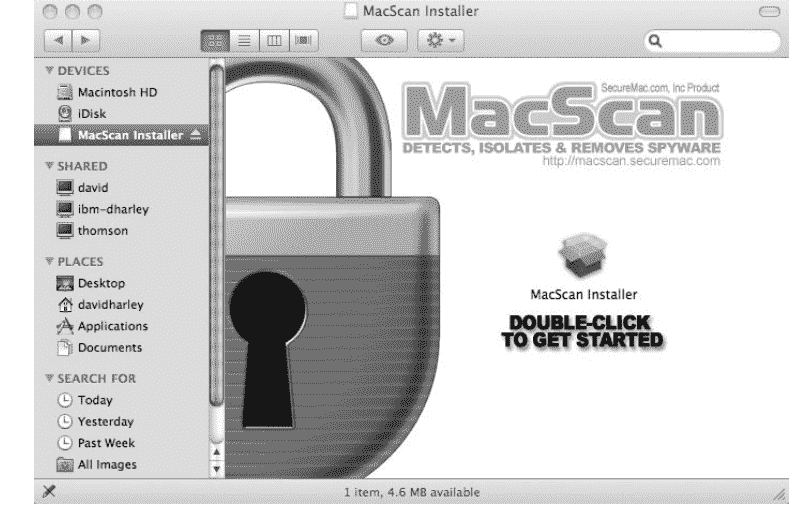 MacScan Installer
DEVICES
Macintosh HD
iDisk
MacScan Installer
SHARED
david
ibm-dharley
thomson
PLACES
Desktop
davidharley
Applications
Documents
SEARCH FOR
Today
Yesterday
Past Week
All Images
SecureMac.com, Inc Product
MacScan
DETECTS, ISOLATES & REMOVES SPYWARE
http://macscan.securemac.com
MacScan Installer
DOUBLE-CLICK
TO GET STARTED
1 item, 4.6 MB available